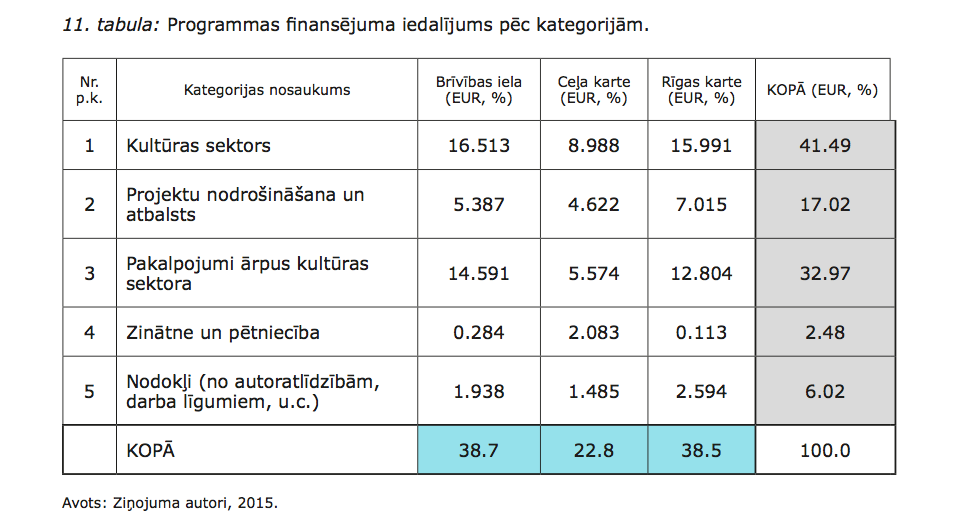 11. tabula: Programmas finansējuma iedalījums pēc kategorijām.
Nr. p.k. Kategorijas nosaukums Brīvības iela (EUR, %) Ceļa karte (EUR, %) Rīgas karte (EUR, %) KOPĀ (EUR, %)
1 Kultūras sektors 16.513 8.988 15.991 41.49
2 Projektu nodrošināšana un atbalsts 5.387 4.622 7.015 17.02
3 Pakalpojumi ārpus kultūras sektora 14.591 5.574 12.804 32.97
4 Zinātne un pētniecība 0.284 2.083 0.113 2.48
5 Nodokļi (no autoratlīdzībām, darba līgumiem, u.c.) 1.938 1.485 2.594 6.02
KOPĀ 38.7 22.8 38.5 100.0
Avots: Ziņojuma autori, 2015.